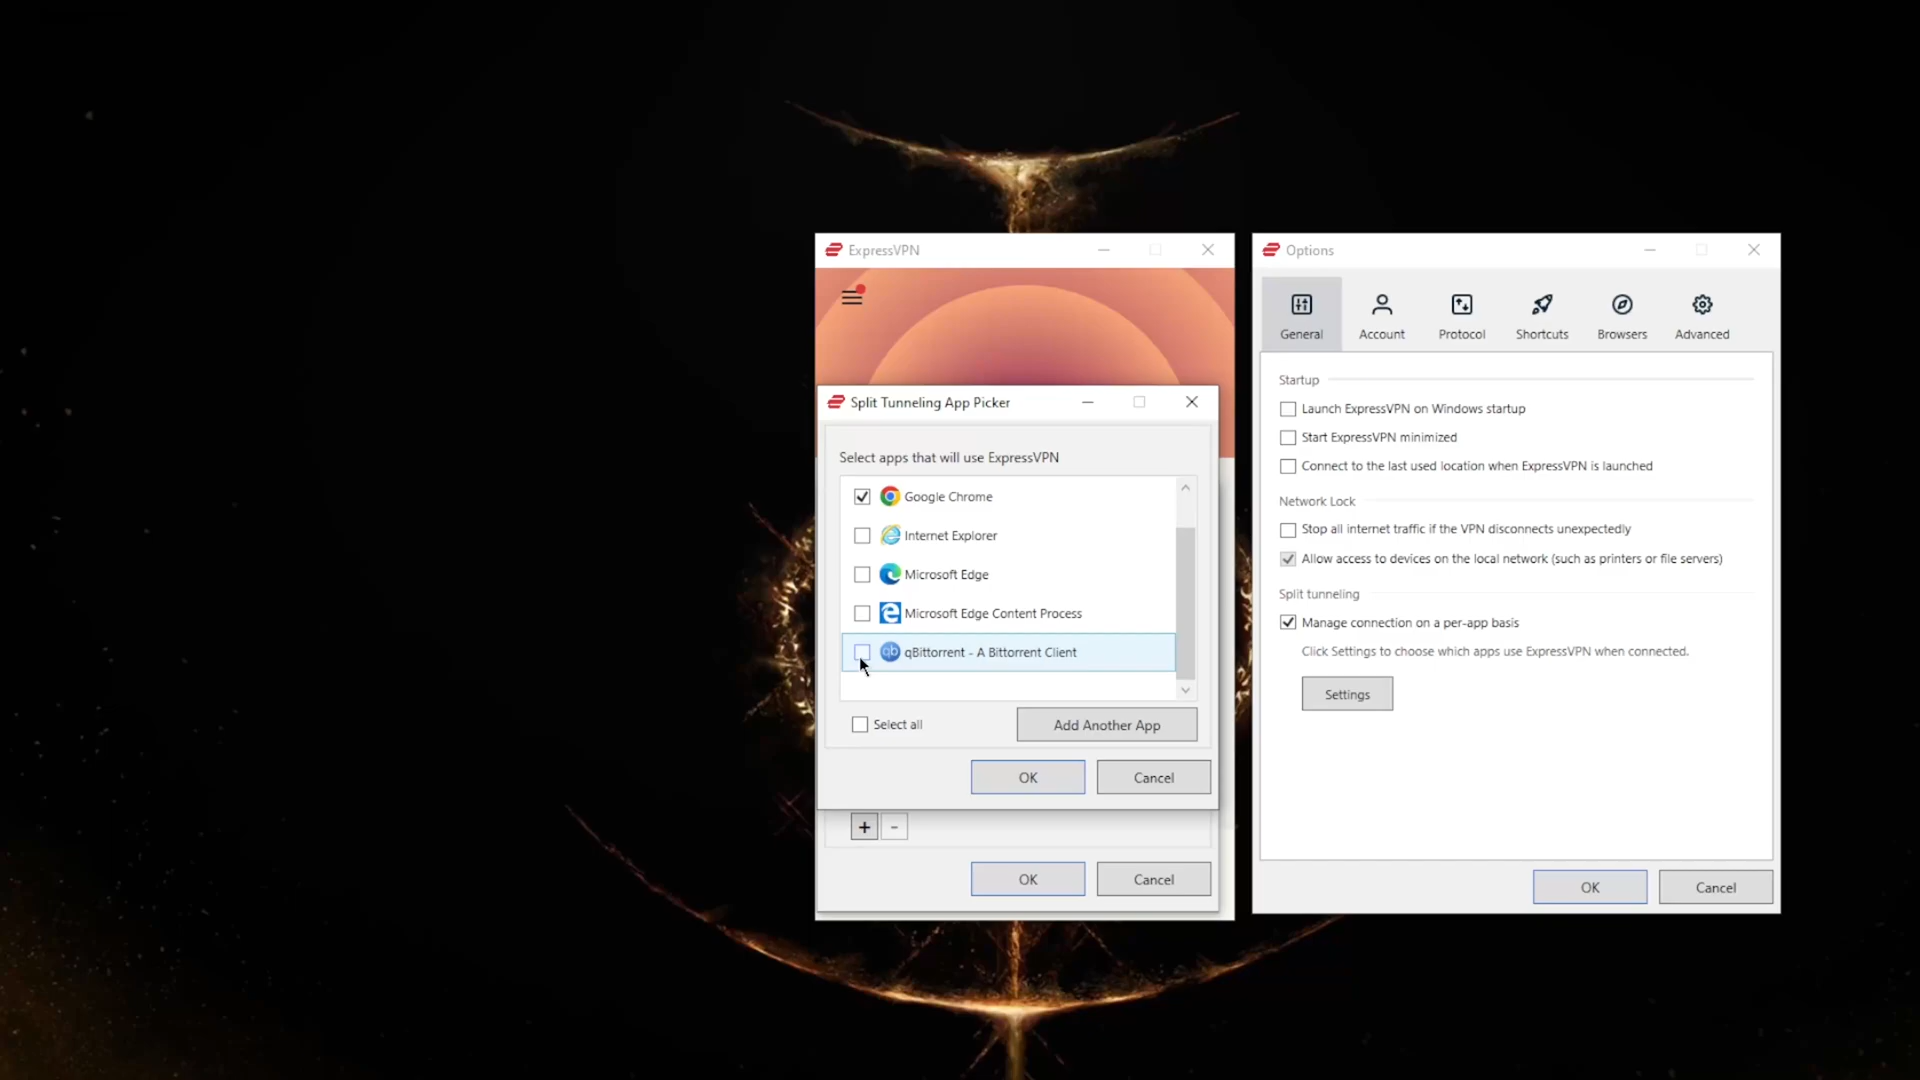 ExpressVPN
Split Tunneling App Picker
Select apps that will use ExpressVPN
Google Chrome
Internet Explorer
Microsoft Edge
Microsoft Edge Content Process
qb qBittorrent - A Bittorrent Client
Select all
Add Another App
OK
Cancel
+ -
OK
Cancel
Options
General
Account
Protocol
Shortcuts
Browsers
Advanced
Startup
Launch ExpressVPN on Windows startup
Start ExpressVPN minimized
Connect to the last used location when ExpressVPN is launched
Network Lock
Stop all internet traffic if the VPN disconnects unexpectedly
Allow access to devices on the local network (such as printers or file servers)
Split tunneling
Manage connection on a per-app basis
Click Settings to choose which apps use ExpressVPN when connected.
Settings
OK
Cancel